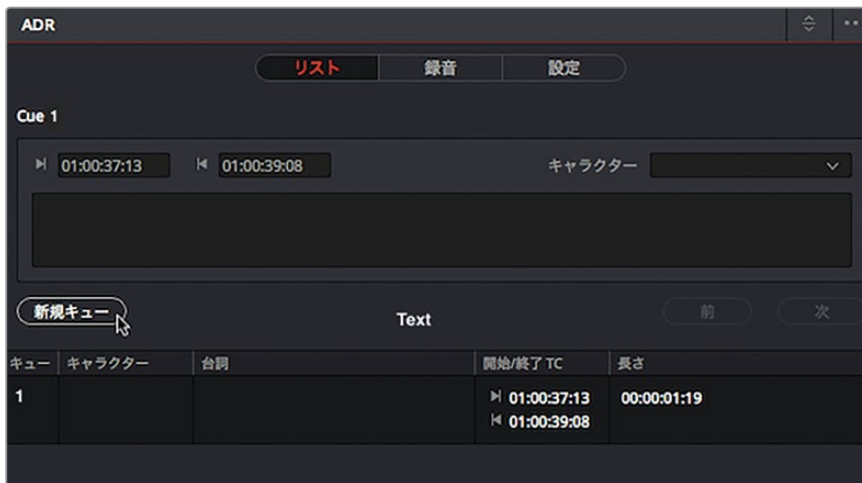 ADR
リスト 録音 設定
Cue 1
01:00:37:13 01:00:39:08 キャラクター
新規キュー Text 前 次
キュー キャラクター 台詞 開始/終了 TC 長さ
1 01:00:37:13 00:00:01:19
01:00:39:08